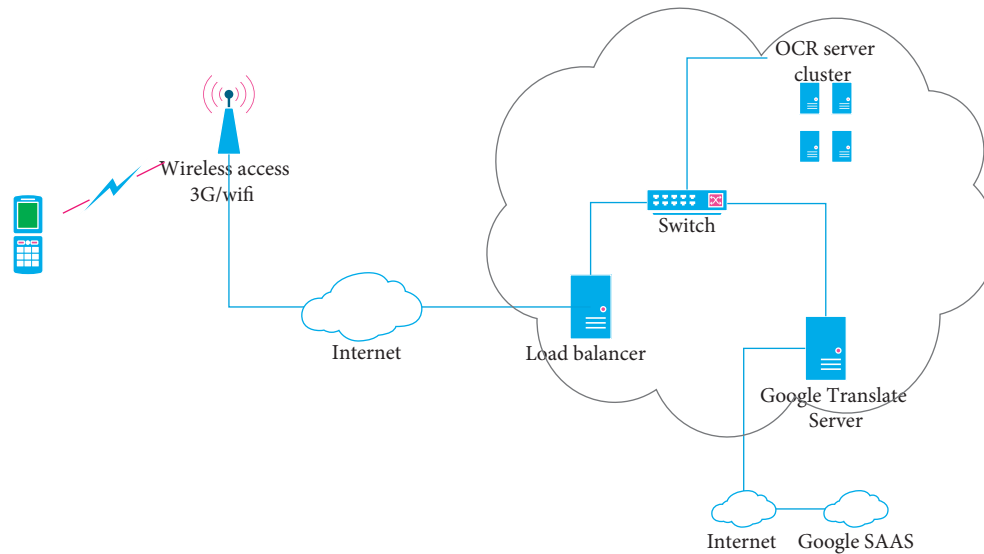 OCR server
cluster
Wireless access
3G/wifi
Switch
Internet
Load balancer
Google Translate
Server
Internet
Google SAAS